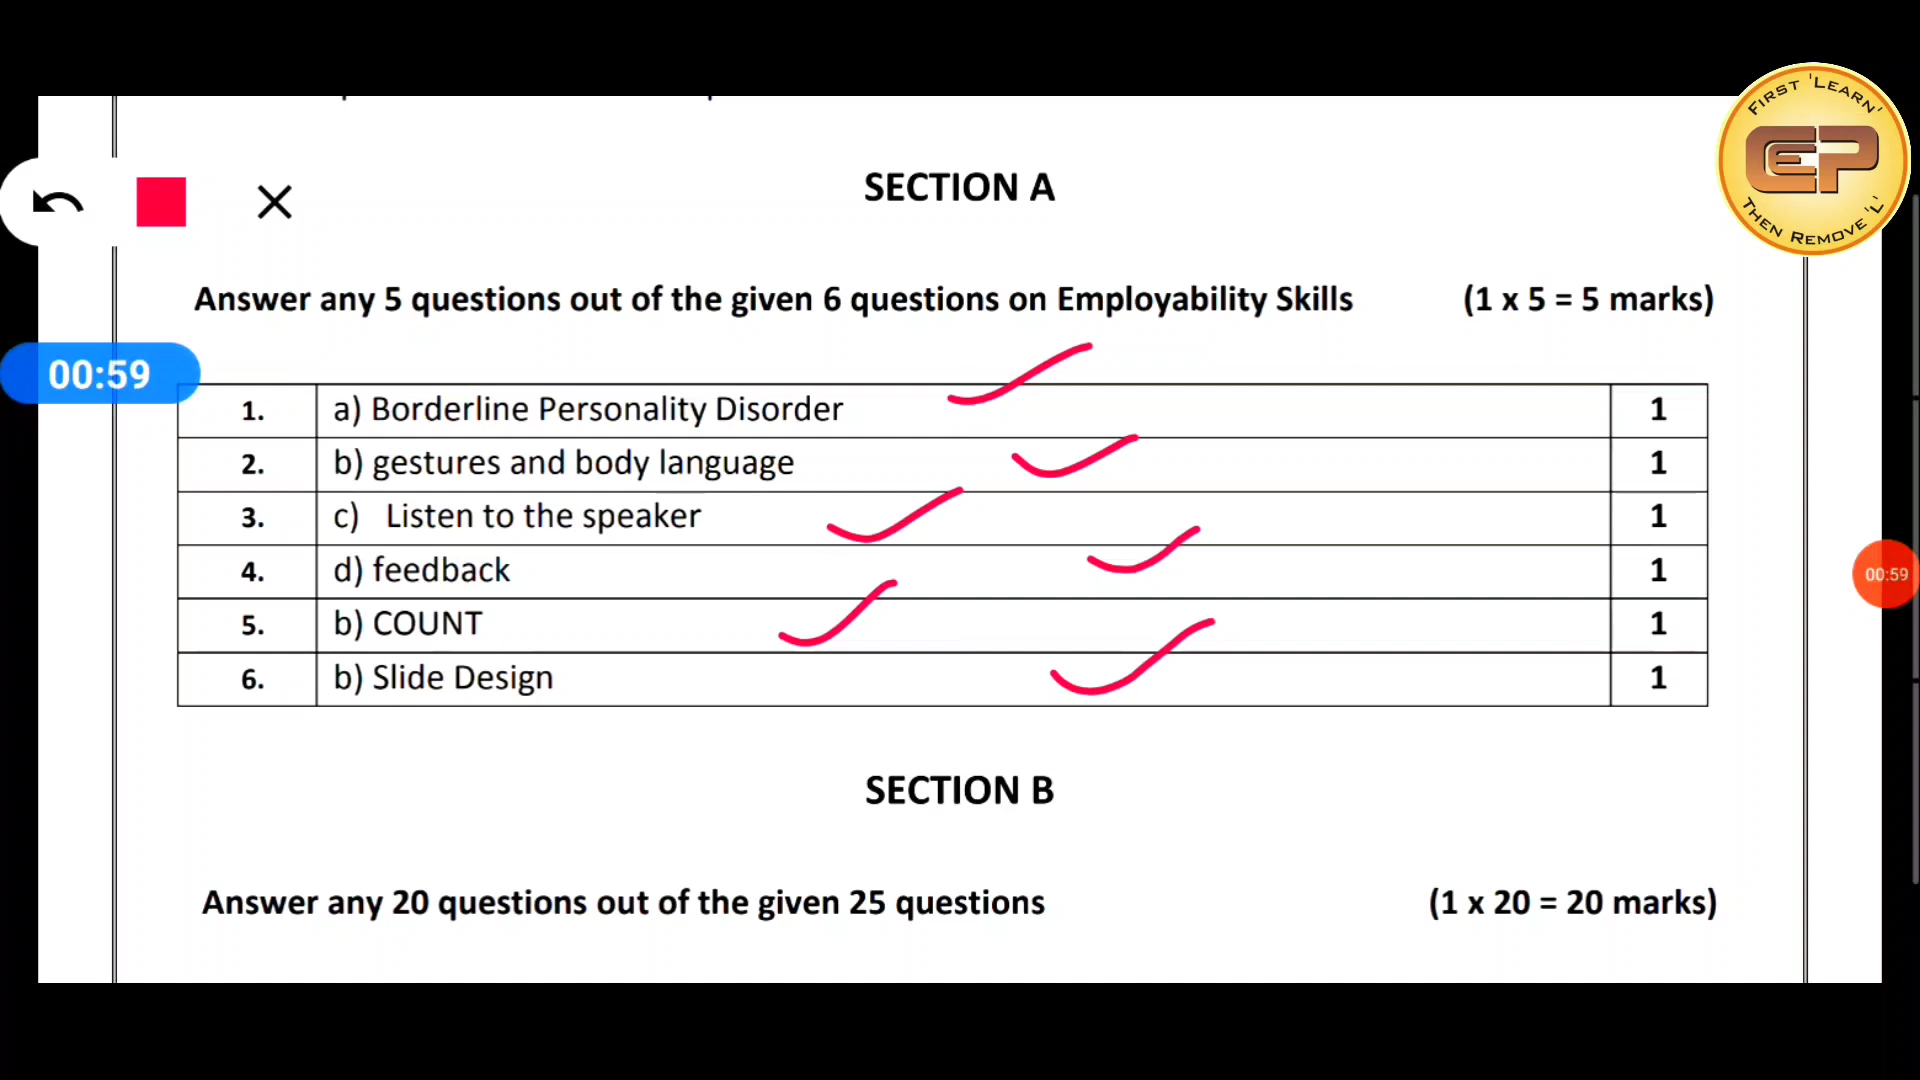 FIRST 'LEARN'
EP
THEN REMOVE 'L'
SECTION A
Answer any 5 questions out of the given 6 questions on Employability Skills (1 x 5 = 5 marks)
00:59
1. a) Borderline Personality Disorder 1
2. b) gestures and body language 1
3. c) Listen to the speaker 1
4. d) feedback 1
00:59
5. b) COUNT 1
6. b) Slide Design 1
SECTION B
Answer any 20 questions out of the given 25 questions (1 x 20 = 20 marks)